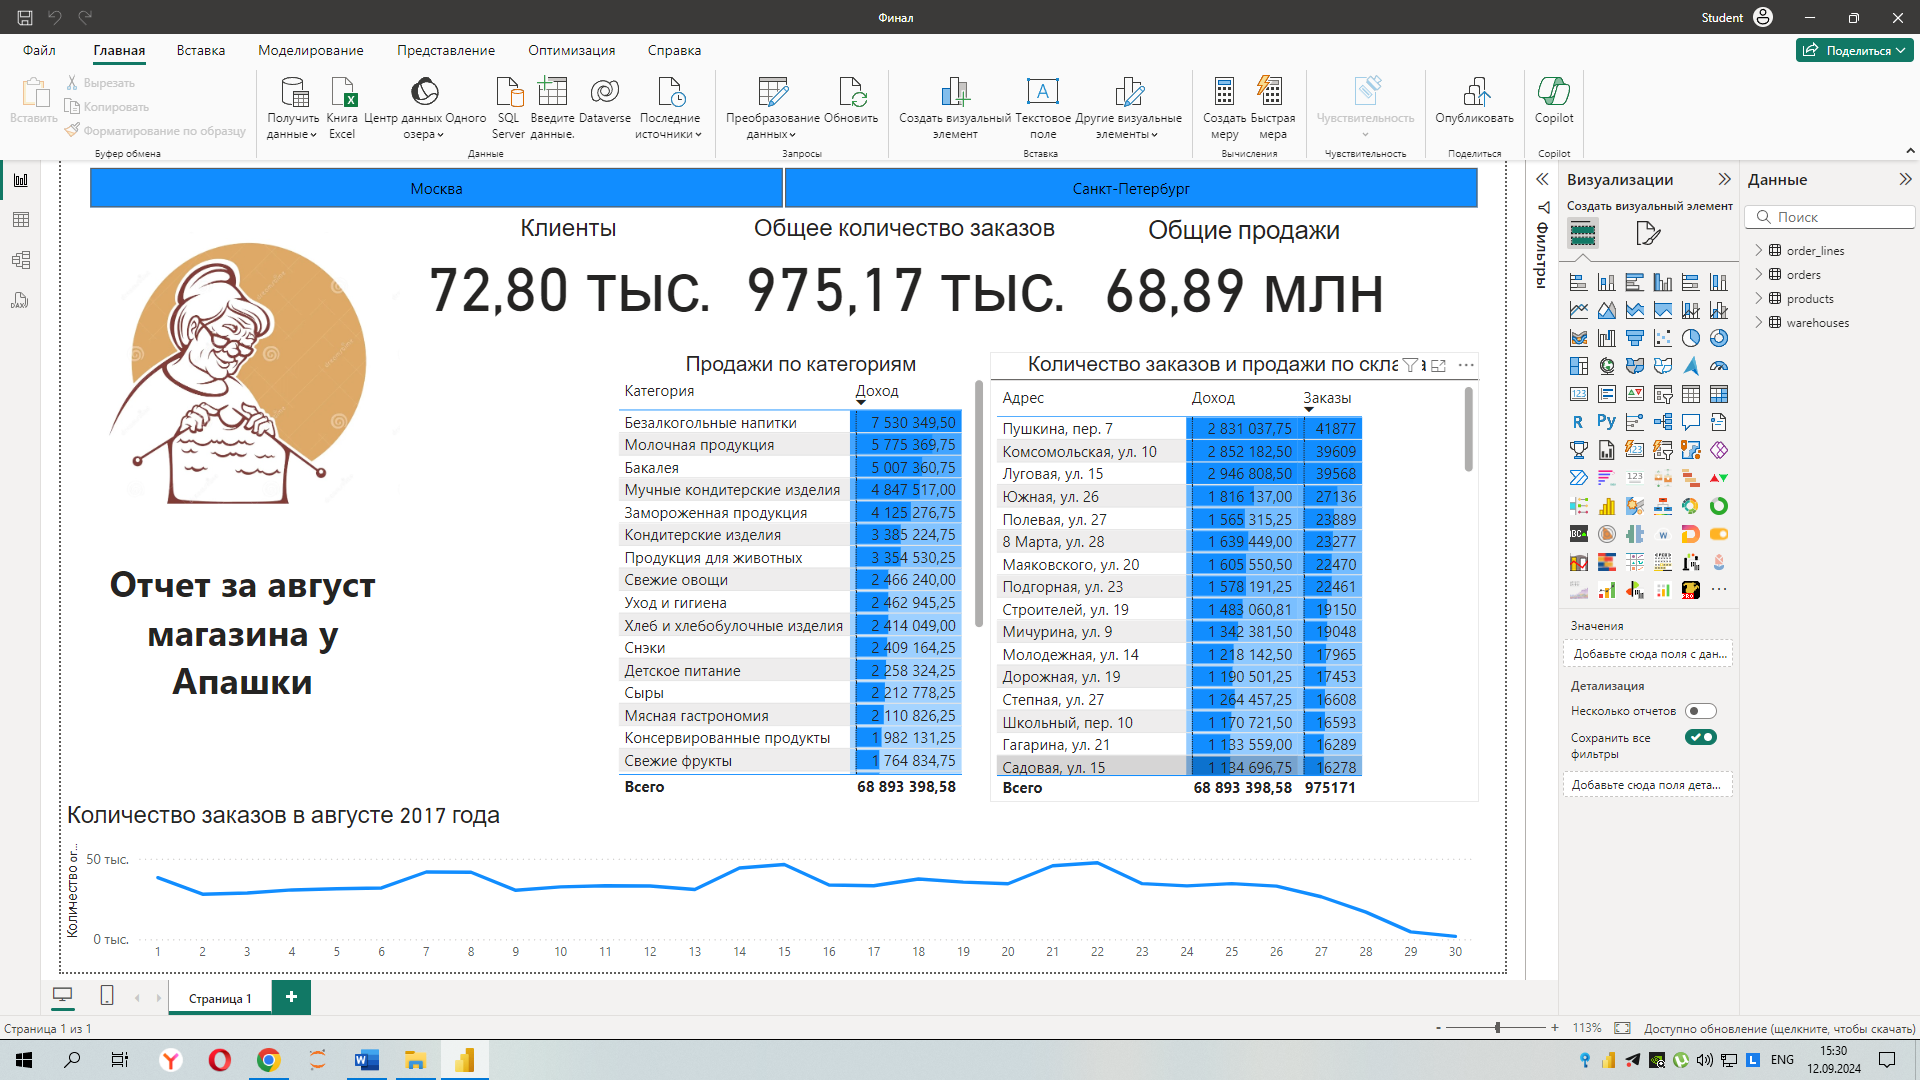 Финал
Student
Файл
Главная
Вставка
Моделирование
Представление
Оптимизация
Справка
Поделиться
Вставить
Вырезать
Копировать
Форматирование по образцу
Буфер обмена
Получить данные
Книга Excel
Центр данных Одного озера
SQL Server
Введите данные.
Dataverse
Последние источники
Данные
Преобразование данных
Обновить
Запросы
Создать визуальный элемент
Текстовое поле
Другие визуальные элементы
Вставка
Создать меру
Быстрая мера
Вычисления
Чувствительность
Чувствительность
Опубликовать
Поделиться
Copilot
Copilot
Москва
Санкт-Петербург
Клиенты
72,80 тыс.
Общее количество заказов
975,17 тыс.
Общие продажи
68,89 млн
Отчет за август
магазина у
Апашки
Продажи по категориям
Категория Доход
Безалкогольные напитки 7 530 349,50
Молочная продукция 5 775 369,75
Бакалея 5 007 360,75
Мучные кондитерские изделия 4 847 517,00
Замороженная продукция 4 125 276,75
Кондитерские изделия 3 385 224,75
Продукция для животных 3 354 530,25
Свежие овощи 2 466 240,00
Уход и гигиена 2 462 945,25
Хлеб и хлебобулочные изделия 2 414 049,00
Снэки 2 409 164,25
Детское питание 2 258 324,25
Сыры 2 212 778,25
Мясная гастрономия 2 110 826,25
Консервированные продукты 1 982 131,25
Свежие фрукты 1 764 834,75
Всего 68 893 398,58
Количество заказов и продажи по скла
Адрес Доход Заказы
Пушкина, пер. 7 2 831 037,75 41877
Комсомольская, ул. 10 2 852 182,50 39609
Луговая, ул. 15 2 946 808,50 39568
Южная, ул. 26 1 816 137,00 27136
Полевая, ул. 27 1 565 315,25 23889
8 Марта, ул. 28 1 639 449,00 23277
Маяковского, ул. 20 1 605 550,50 22470
Подгорная, ул. 23 1 578 191,25 22461
Строителей, ул. 19 1 483 060,81 19150
Мичурина, ул. 9 1 342 381,50 19048
Молодежная, ул. 14 1 218 142,50 17965
Дорожная, ул. 19 1 190 501,25 17453
Степная, ул. 27 1 264 457,25 16608
Школьный, пер. 10 1 170 721,50 16593
Гагарина, ул. 21 1 133 559,00 16289
Садовая, ул. 15 1 134 696,75 16278
Всего 68 893 398,58 975171
Количество заказов в августе 2017 года
Количество ог...
50 тыс.
0 тыс.
1 2 3 4 5 6 7 8 9 10 11 12 13 14 15 16 17 18 19 20 21 22 23 24 25 26 27 28 29 30
Фильтры
Визуализации
Создать визуальный элемент
Значения
Добавьте сюда поля с дан...
Детализация
Несколько отчетов
Сохранить все фильтры
Добавьте сюда поля дета...
Данные
Поиск
order_lines
orders
products
warehouses
Страница 1
Страница 1 из 1
113%
Доступно обновление (щелкните, чтобы скачать)
ENG
15:30
12.09.2024